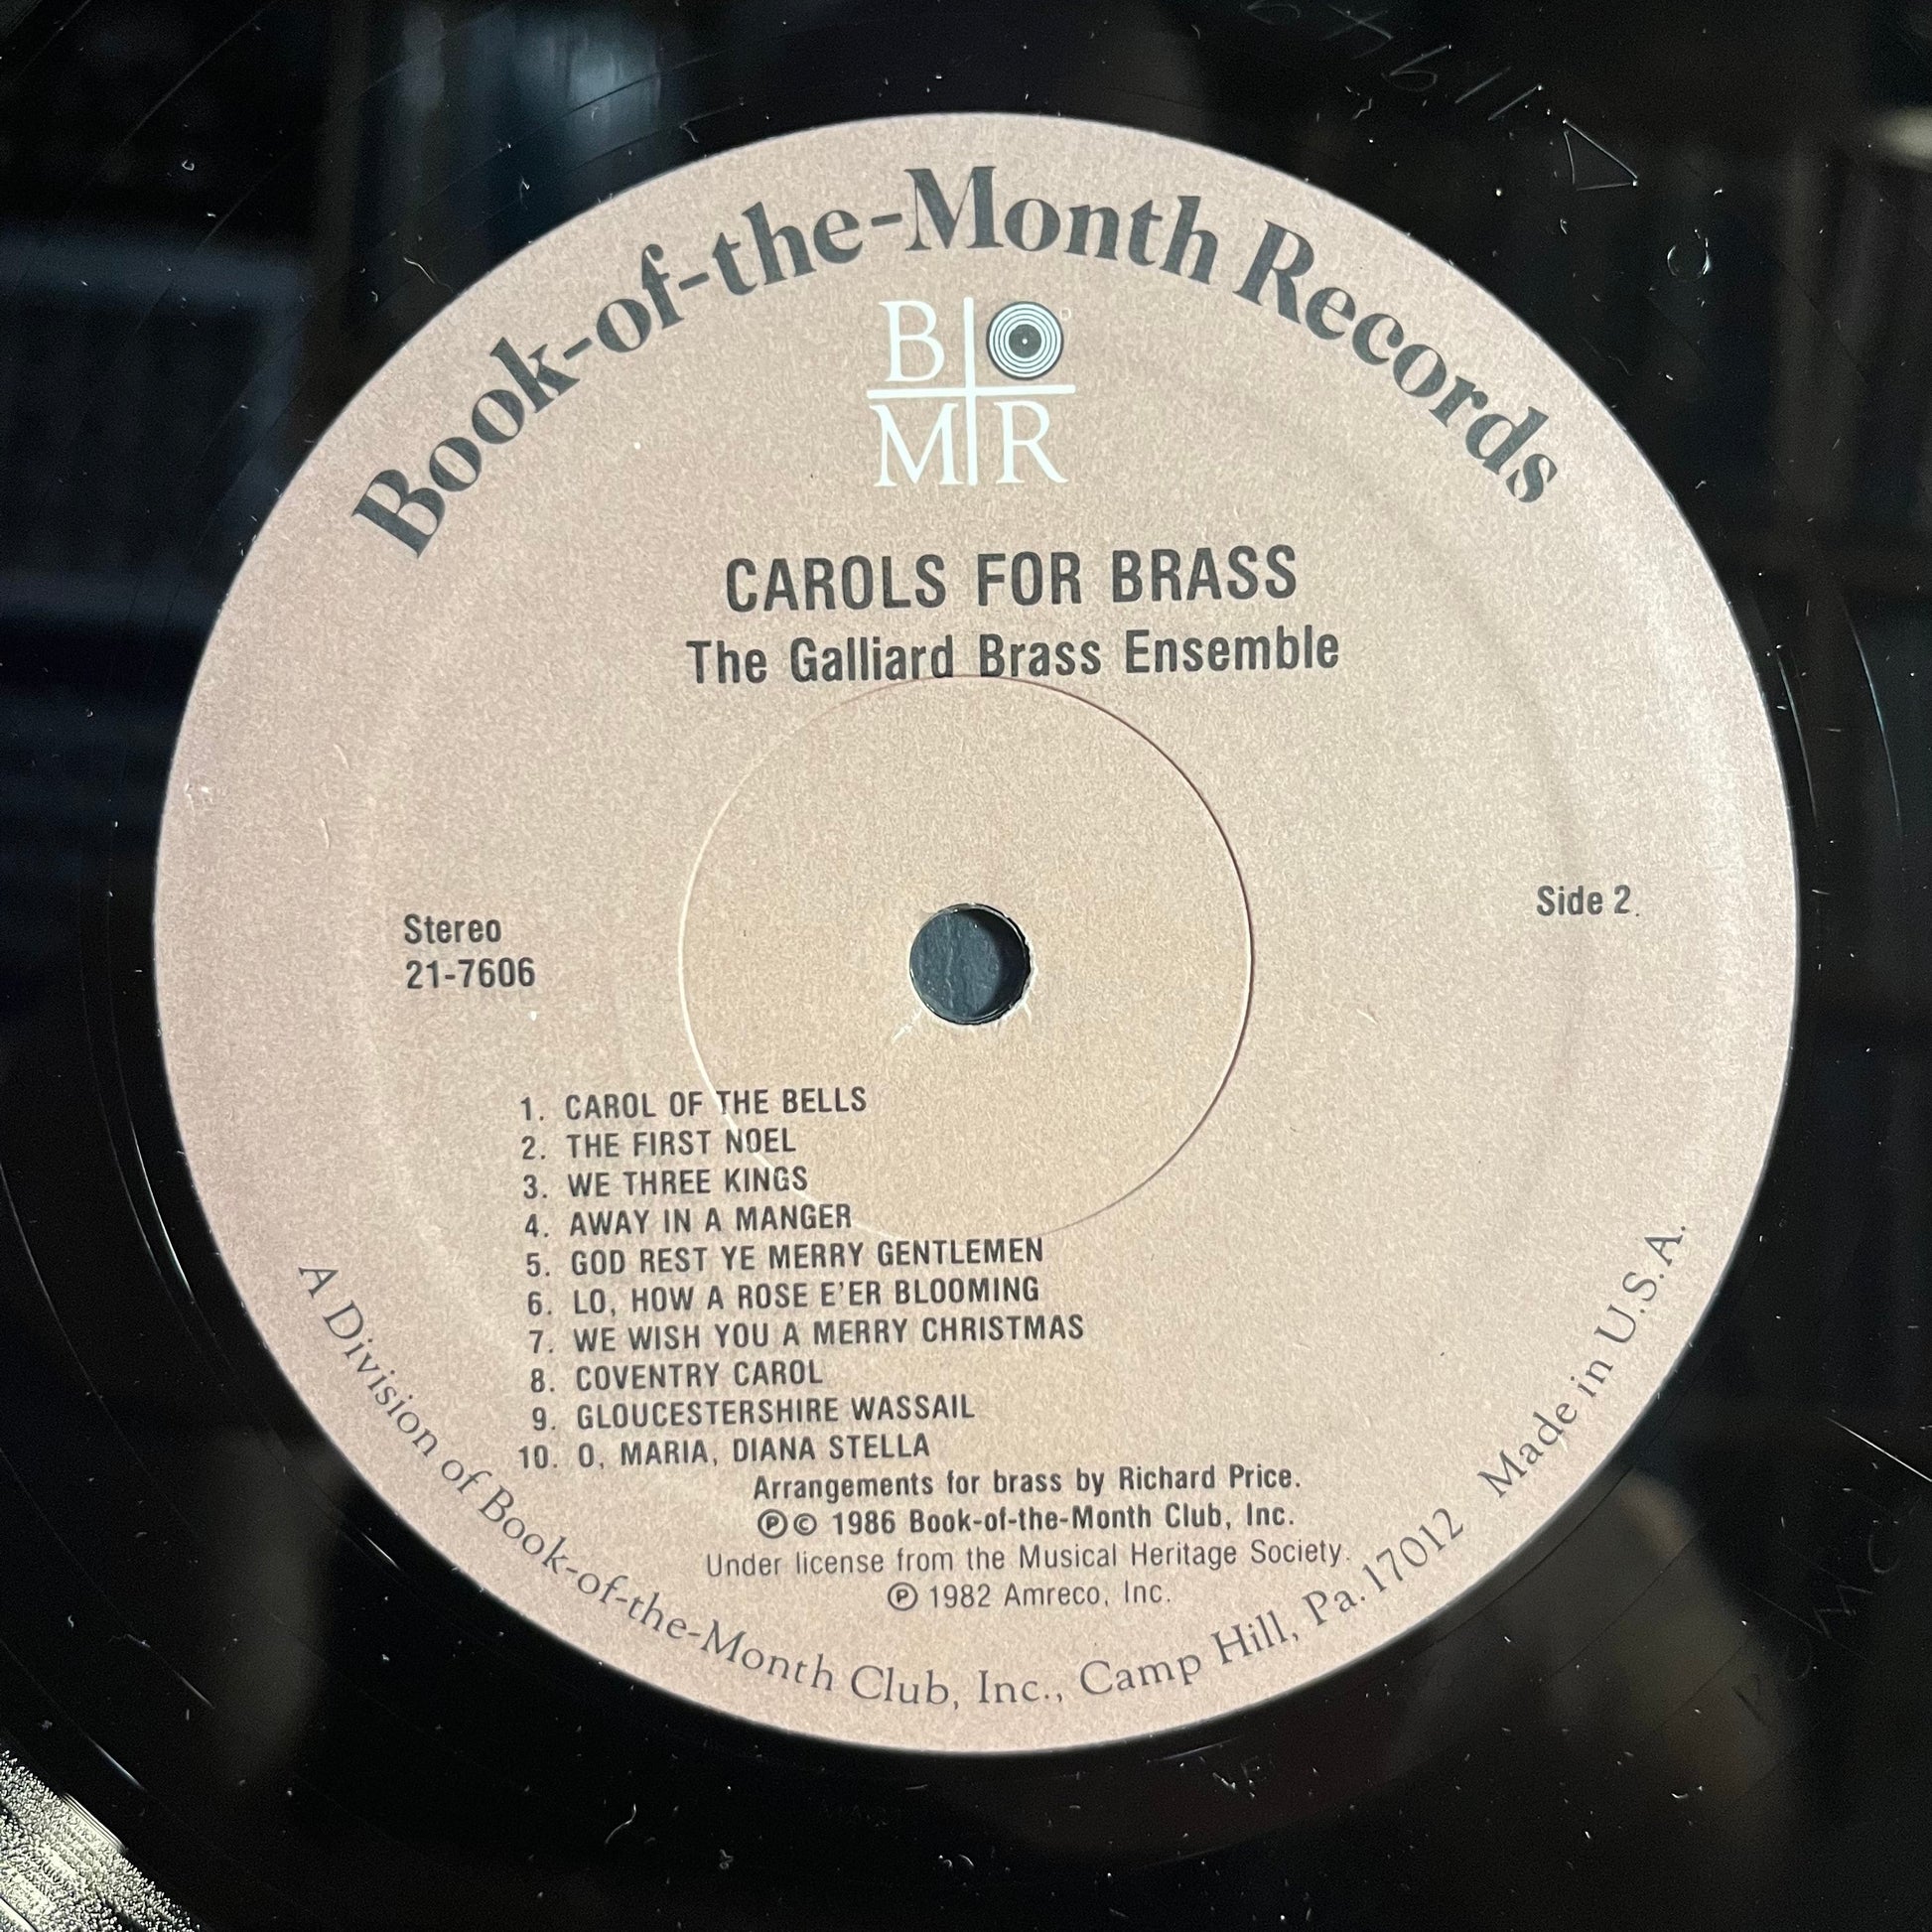 Book-of-the-Month Records
B O
M R
CAROLS FOR BRASS
The Galliard Brass Ensemble
Stereo
21-7606
Side 2
1. CAROL OF THE BELLS
2. THE FIRST NOEL
3. WE THREE KINGS
4. AWAY IN A MANGER
5. GOD REST YE MERRY GENTLEMEN
6. LO, HOW A ROSE E'ER BLOOMING
7. WE WISH YOU A MERRY CHRISTMAS
8. COVENTRY CAROL
9. GLOUCESTERSHIRE WASSAIL
10. O, MARIA, DIANA STELLA
Arrangements for brass by Richard Price.
℗© 1986 Book-of-the-Month Club, Inc.
Under license from the Musical Heritage Society.
℗ 1982 Amreco, Inc.
A Division of Book-of-the-Month Club, Inc., Camp Hill, Pa. 17012 Made in U.S.A.